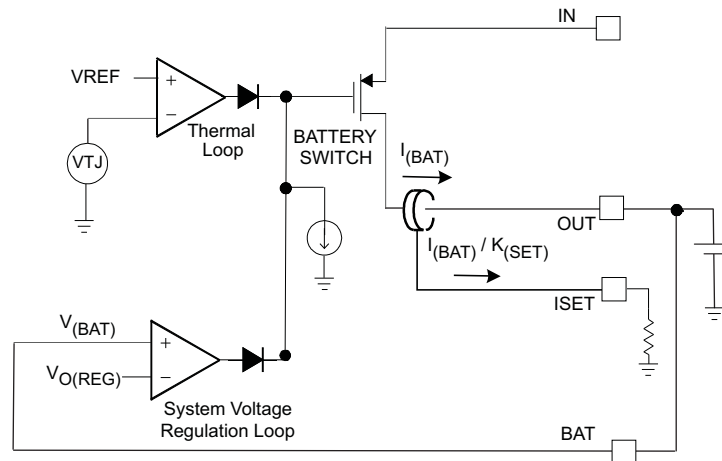 IN
VREF
+
−
Thermal
Loop
BATTERY
SWITCH
VTJ
I(BAT)
OUT
I(BAT) / K(SET)
ISET
V(BAT)
+
VO(REG)
−
System Voltage
Regulation Loop
BAT